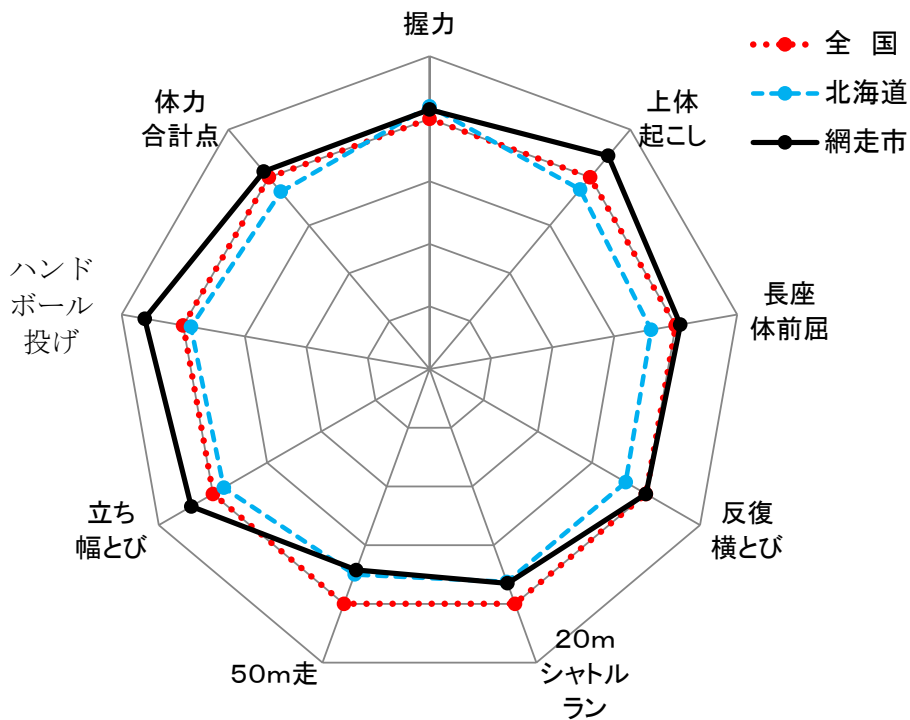 握力
全　国
北海道
網走市
上体
起こし
長座
体前屈
反復
横とび
20m
シャトル
ラン
50m走
立ち
幅とび
ハンド
ボール
投げ
体力
合計点